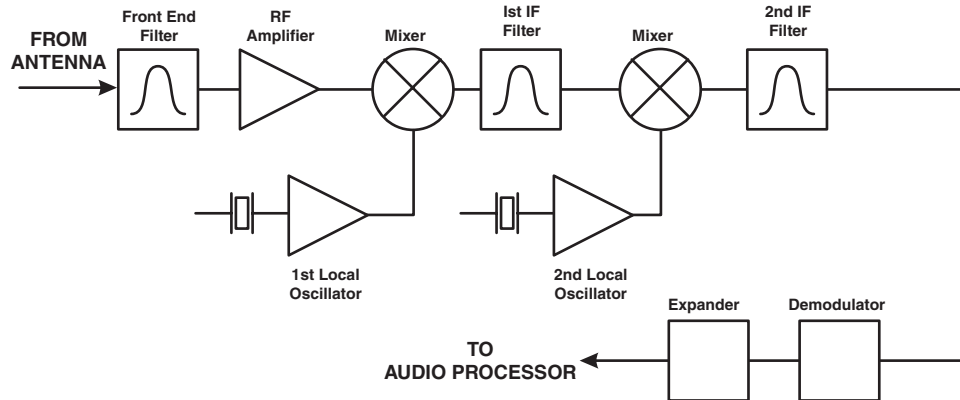 FROM
ANTENNA
Front End
Filter
RF
Amplifier
Mixer
Ist IF
Filter
Mixer
2nd IF
Filter
1st Local
Oscillator
2nd Local
Oscillator
Expander
Demodulator
TO
AUDIO PROCESSOR